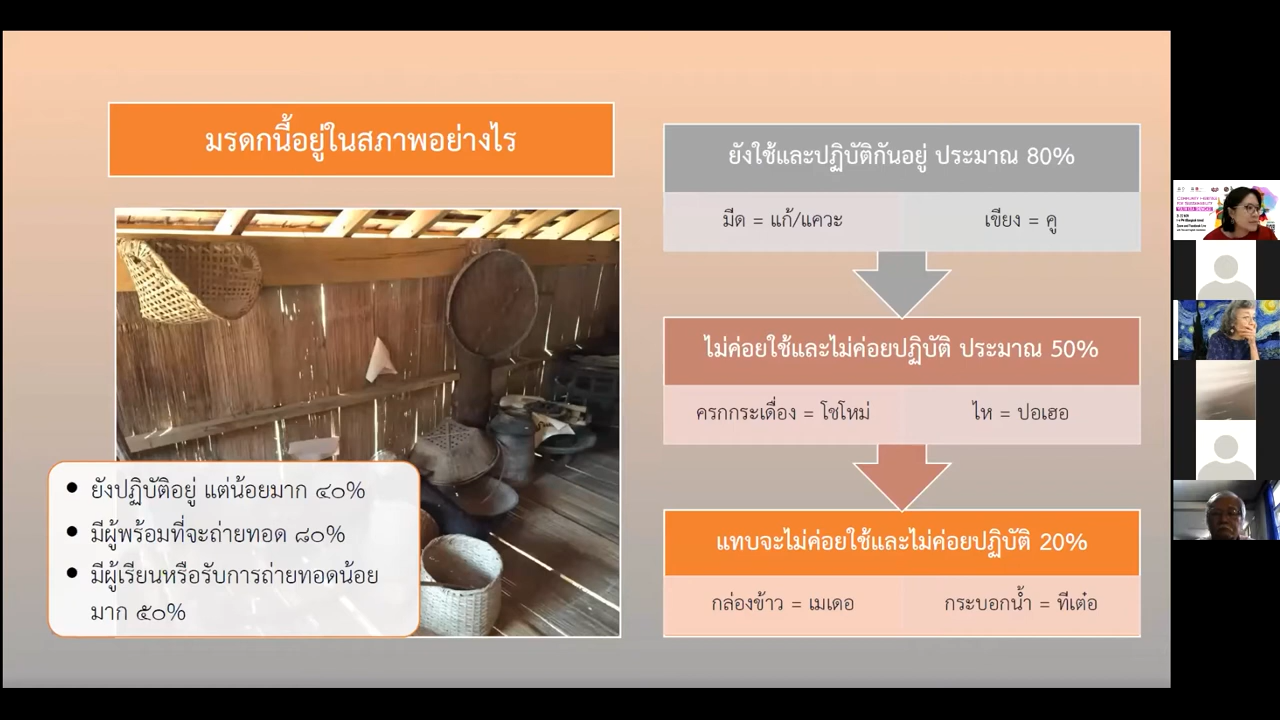 มรดกนี้อยู่ในสภาพอย่างไร
ยังปฏิบัติอยู่ แต่น้อยมาก ๔๐%
มีผู้พร้อมที่จะถ่ายทอด ๘๐%
มีผู้เรียนหรือรับการถ่ายทอดน้อย
มาก ๕๐%
ยังใช้และปฏิบัติกันอยู่ ประมาณ 80%
มีด = แก้/แควะ
เขียง = คู
ไม่ค่อยใช้และไม่ค่อยปฏิบัติ ประมาณ 50%
ครกกระเดื่อง = โซโหม่
ไห = ปอเฮอ
แทบจะไม่ค่อยใช้และไม่ค่อยปฏิบัติ 20%
กล่องข้าว = เมเดอ
กระบอกน้ำ = ทีเต๋อ